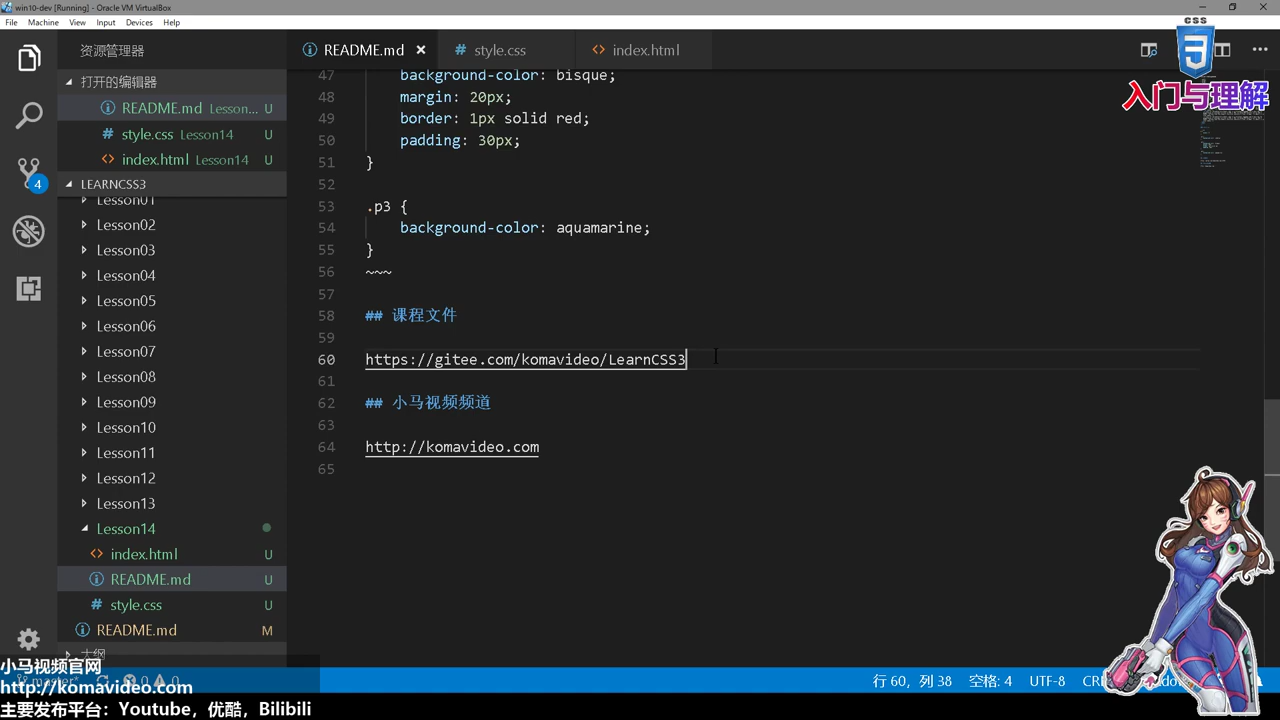 win10-dev [Running] - Oracle VM VirtualBox
File Machine View Input Devices Help
资源管理器
README.md
style.css
index.html
css
入门与理解
打开的编辑器
README.md Lesson... U
style.css Lesson14 U
index.html Lesson14 U
LEARNCSS3
Lesson01
Lesson02
Lesson03
Lesson04
Lesson05
Lesson06
Lesson07
Lesson08
Lesson09
Lesson10
Lesson11
Lesson12
Lesson13
Lesson14
index.html U
README.md U
style.css U
README.md M
大纲
4
47 background-color: bisque;
48 margin: 20px;
49 border: 1px solid red;
50 padding: 30px;
51 }
52
53 .p3 {
54 background-color: aquamarine;
55 }
56 ~~~
57
58 ## 课程文件
59
60 https://gitee.com/komavideo/LearnCSS3
61
62 ## 小马视频频道
63
64 http://komavideo.com
65
小马视频官网
master* 0 0
http://komavideo.com
主要发布平台：Youtube，优酷，Bilibili
行 60，列 38 空格: 4 UTF-8